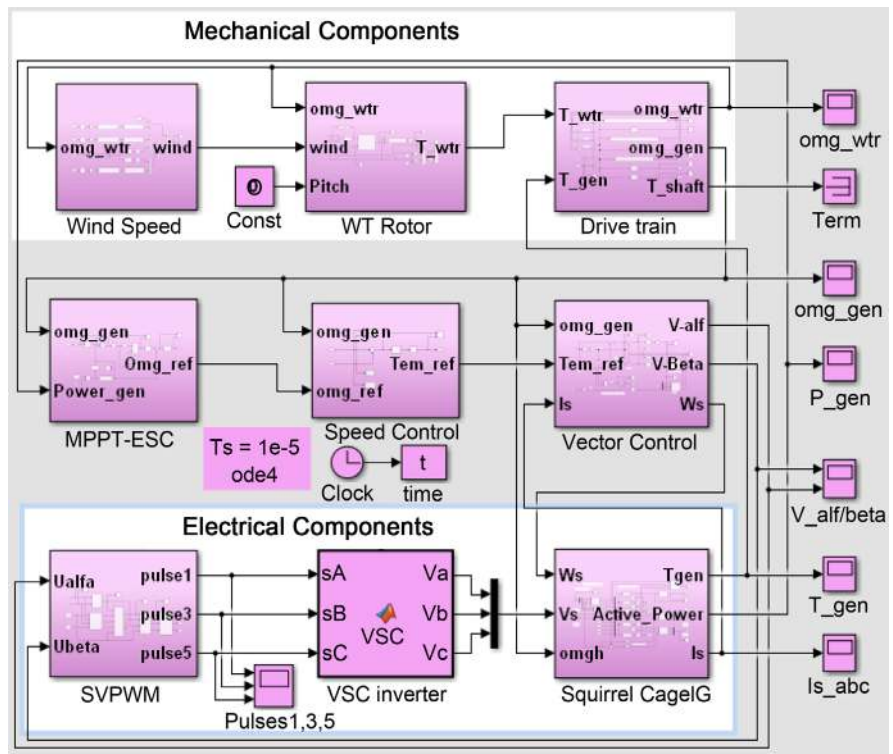 Mechanical Components
omg_wtr
wind
Wind Speed
omg_wtr
wind
Pitch
T_wtr
WT Rotor
Const
T_wtr
T_gen
omg_wtr
omg_gen
T_shaft
Drive train
omg_wtr
Term
omg_gen
P_gen
V_alf/beta
T_gen
Is_abc
omg_gen
Power_gen
Omg_ref
MPPT-ESC
omg_gen
omg_ref
Tem_ref
Speed Control
omg_gen
Tem_ref
Is
V-alf
V-Beta
Ws
Vector Control
Ts = 1e-5
ode4
Clock
t
time
Electrical Components
Ualfa
Ubeta
pulse1
pulse3
pulse5
SVPWM
Pulses1,3,5
sA
sB
sC
VSC
Va
Vb
Vc
VSC inverter
Ws
Vs
omgh
Tgen
Active_Power
Is
Squirrel CageIG